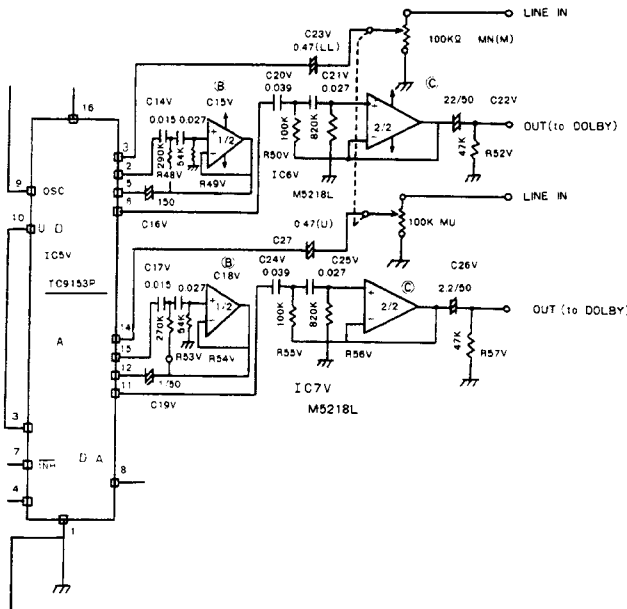 LINE IN
C23V
0.47(LL)
100KΩ MN(M)
Ⓑ
C20V C21V
0.039 0.027
Ⓒ
16
C14V C15V
0.015 0.027
22/50 C22V
3
2
290K
54K
1/2
100K
820K
2/2
OUT(to DOLBY)
47K
R52V
9
OSC
5
R48V
R49V
R50V
IC6V
M5218L
6
150
C16V
LINE IN
10
U D
0.47(U)
100K MU
IC5V
C27
TC9153P
C17V
Ⓑ
C18V
C24V C25V
0.039 0.027
Ⓒ
C26V
0.015 0.027
2.2/50
A
14
15
270K
54K
1/2
100K
820K
2/2
OUT (to DOLBY)
12
R53V
R54V
R55V
R56V
47K
R57V
11
1/50
C19V
IC7V
M5218L
3
7
INH
D A
8
4
1